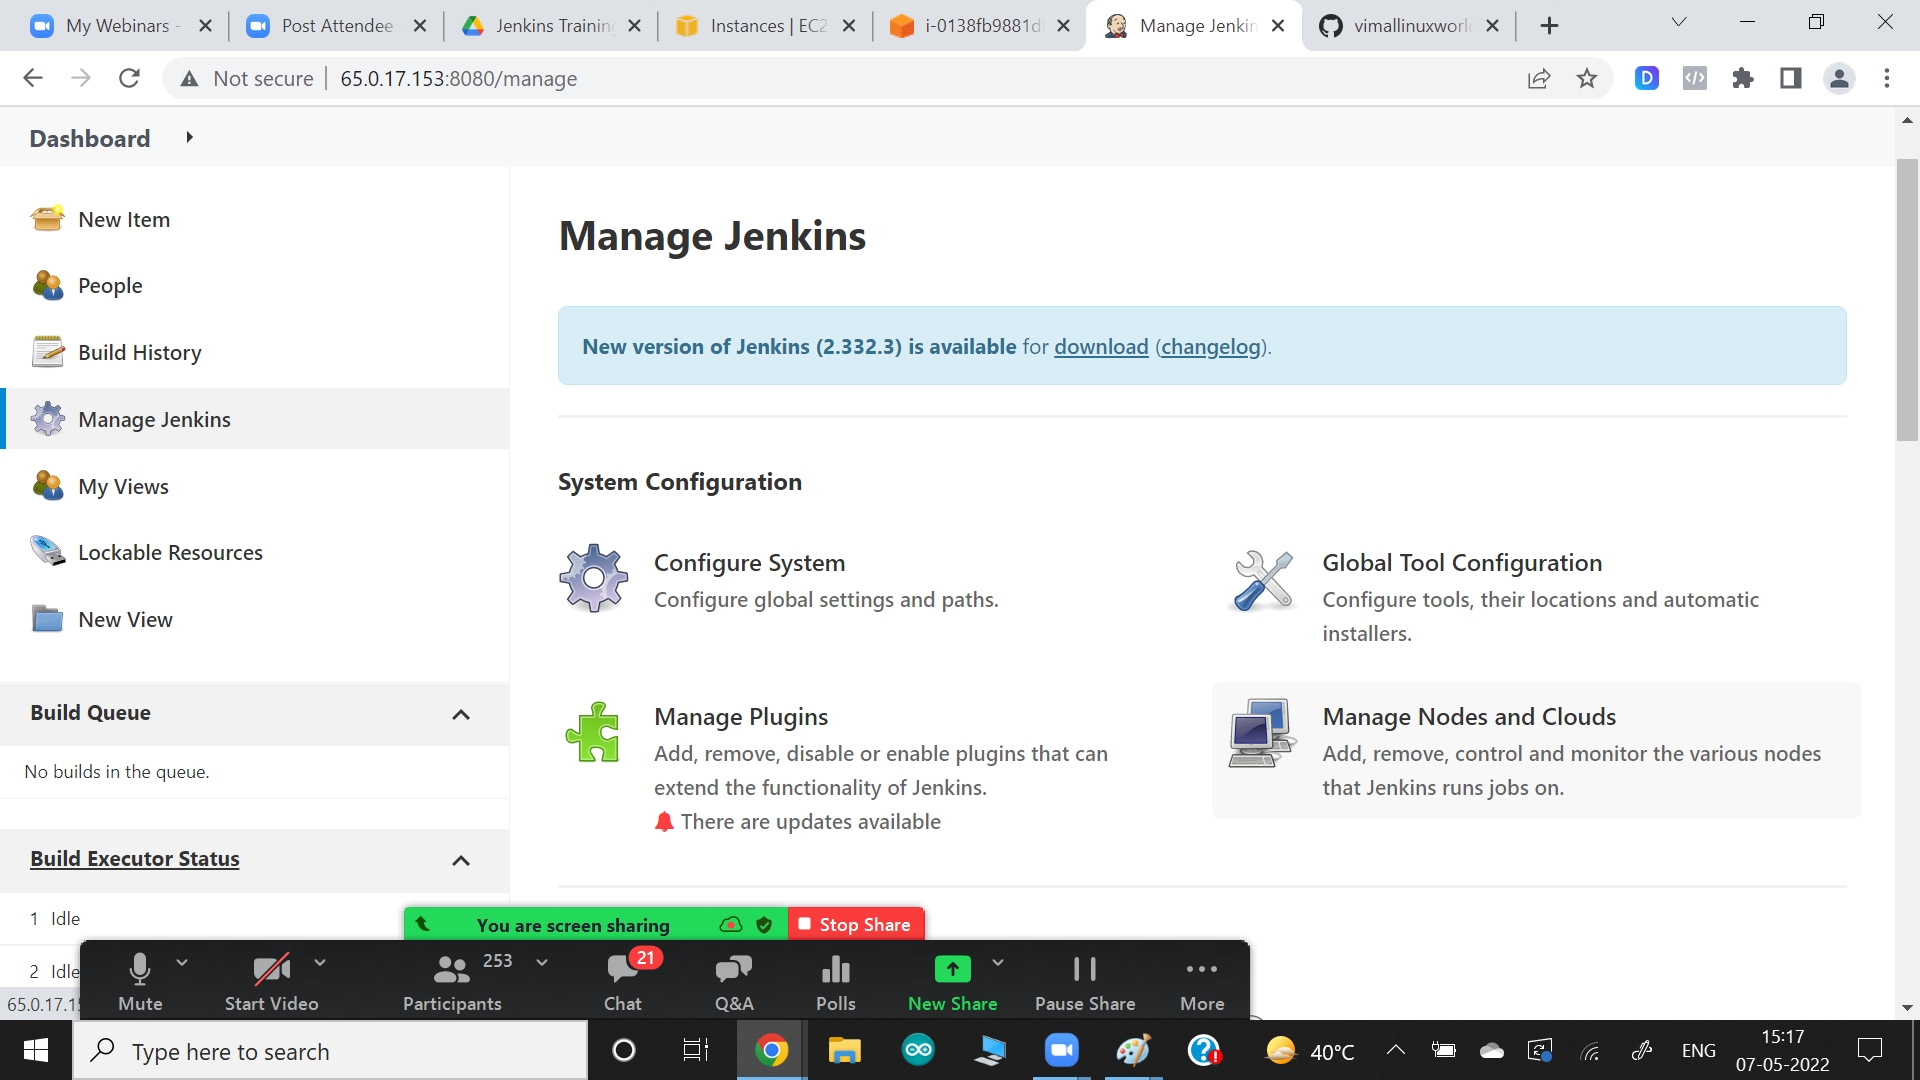 My Webinars -
Post Attendee
Jenkins Training
Instances | EC2
i-0138fb9881d
Manage Jenkin
vimallinuxworld
Not secure
65.0.17.153:8080/manage
Dashboard
New Item
People
Build History
Manage Jenkins
My Views
Lockable Resources
New View
Build Queue
No builds in the queue.
Build Executor Status
1 Idle
2 Idle
65.0.17.15
Manage Jenkins
New version of Jenkins (2.332.3) is available for download (changelog).
System Configuration
Configure System
Configure global settings and paths.
Global Tool Configuration
Configure tools, their locations and automatic
installers.
Manage Plugins
Add, remove, disable or enable plugins that can
extend the functionality of Jenkins.
There are updates available
Manage Nodes and Clouds
Add, remove, control and monitor the various nodes
that Jenkins runs jobs on.
You are screen sharing
Stop Share
Mute
Start Video
253
Participants
21
Chat
Q&A
Polls
New Share
Pause Share
More
Type here to search
40°C
ENG
15:17
07-05-2022